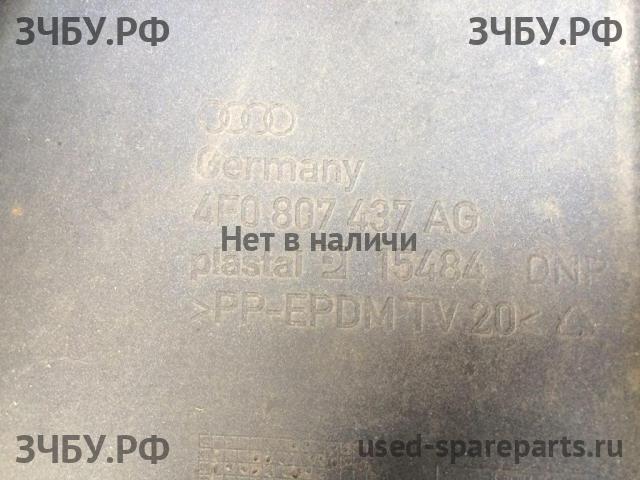 ЗЧБУ.РФ ЗЧБУ.РФ
Germany
4F0 807 437 AG
Нет в наличи
plastal 15484 DNP
>PP-EPDM TV 20<
ЗЧБУ.РФ used-spareparts.ru